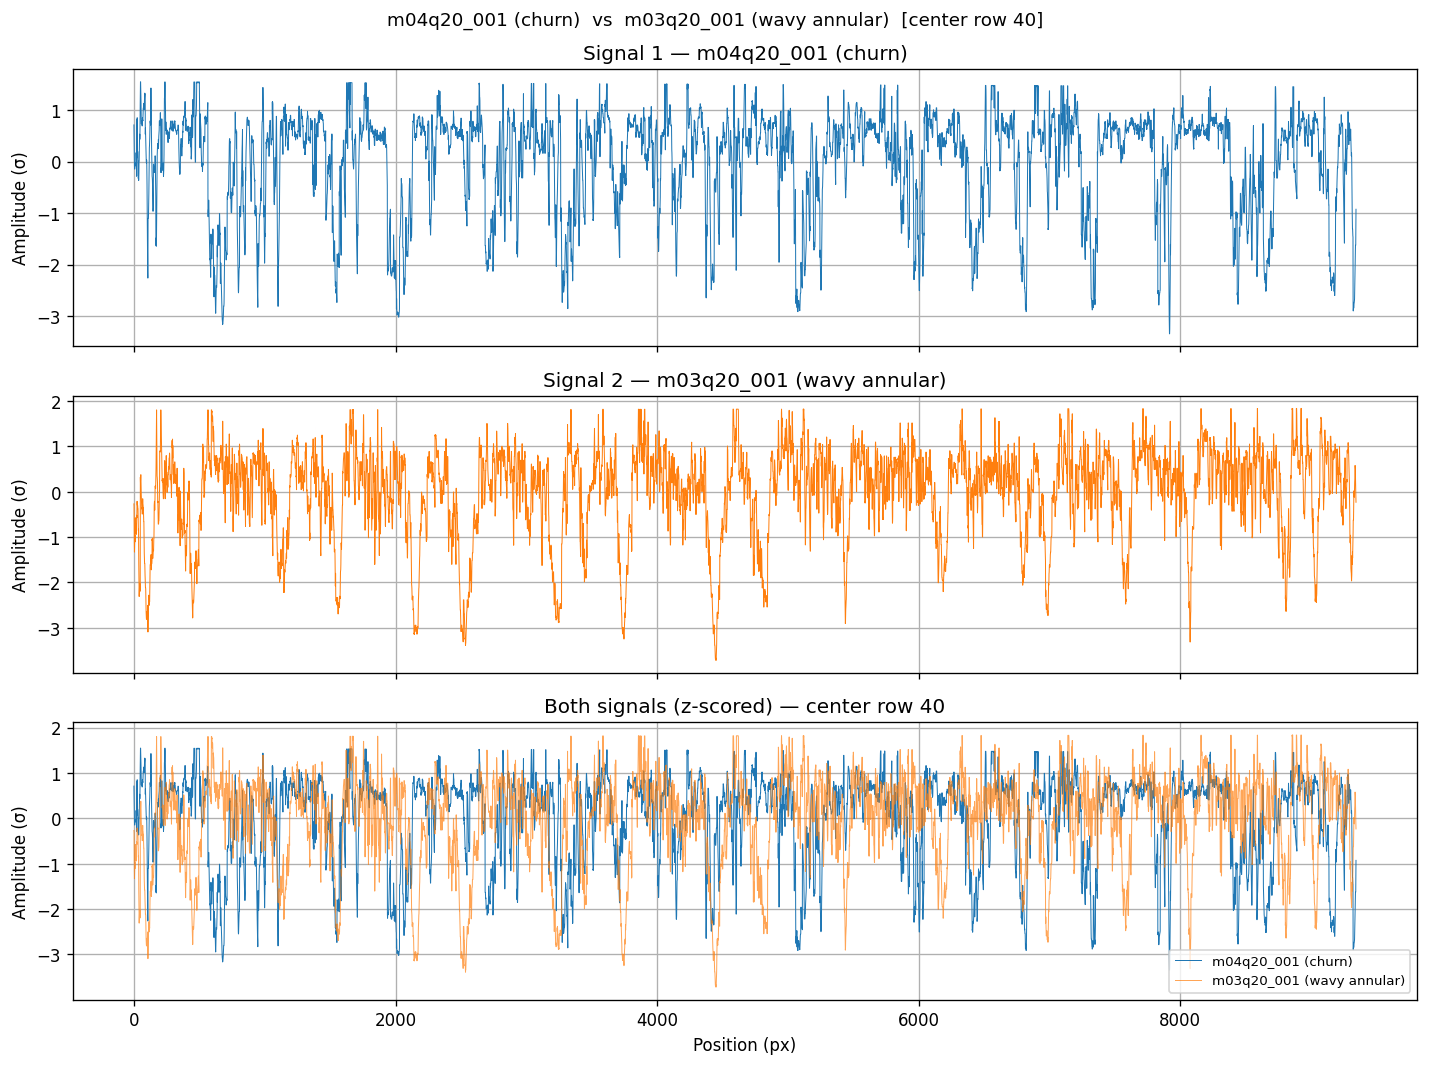 m04q20_001 (churn)  vs  m03q20_001 (wavy annular)  [center row 40]
Signal 1 — m04q20_001 (churn)
Amplitude (σ)
1
0
−1
−2
−3
Signal 2 — m03q20_001 (wavy annular)
Amplitude (σ)
2
1
0
−1
−2
−3
Both signals (z-scored) — center row 40
Amplitude (σ)
2
1
0
−1
−2
−3
m04q20_001 (churn)
m03q20_001 (wavy annular)
0 2000 4000 6000 8000
Position (px)